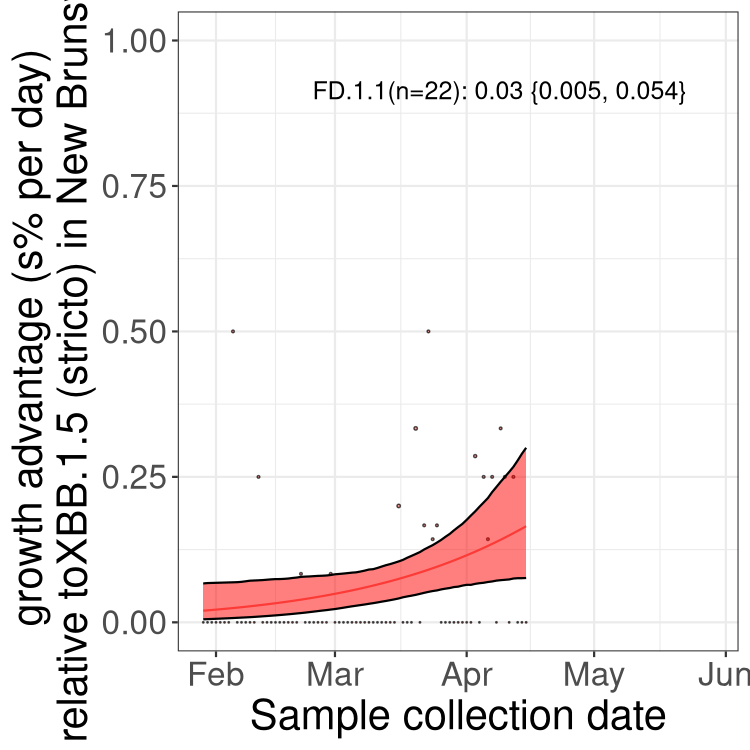 growth advantage (s% per day)
relative toXBB.1.5 (stricto) in New Bruns
1.00
0.75
0.50
0.25
0.00
FD.1.1(n=22): 0.03 {0.005, 0.054}
Feb Mar Apr May Jun
Sample collection date